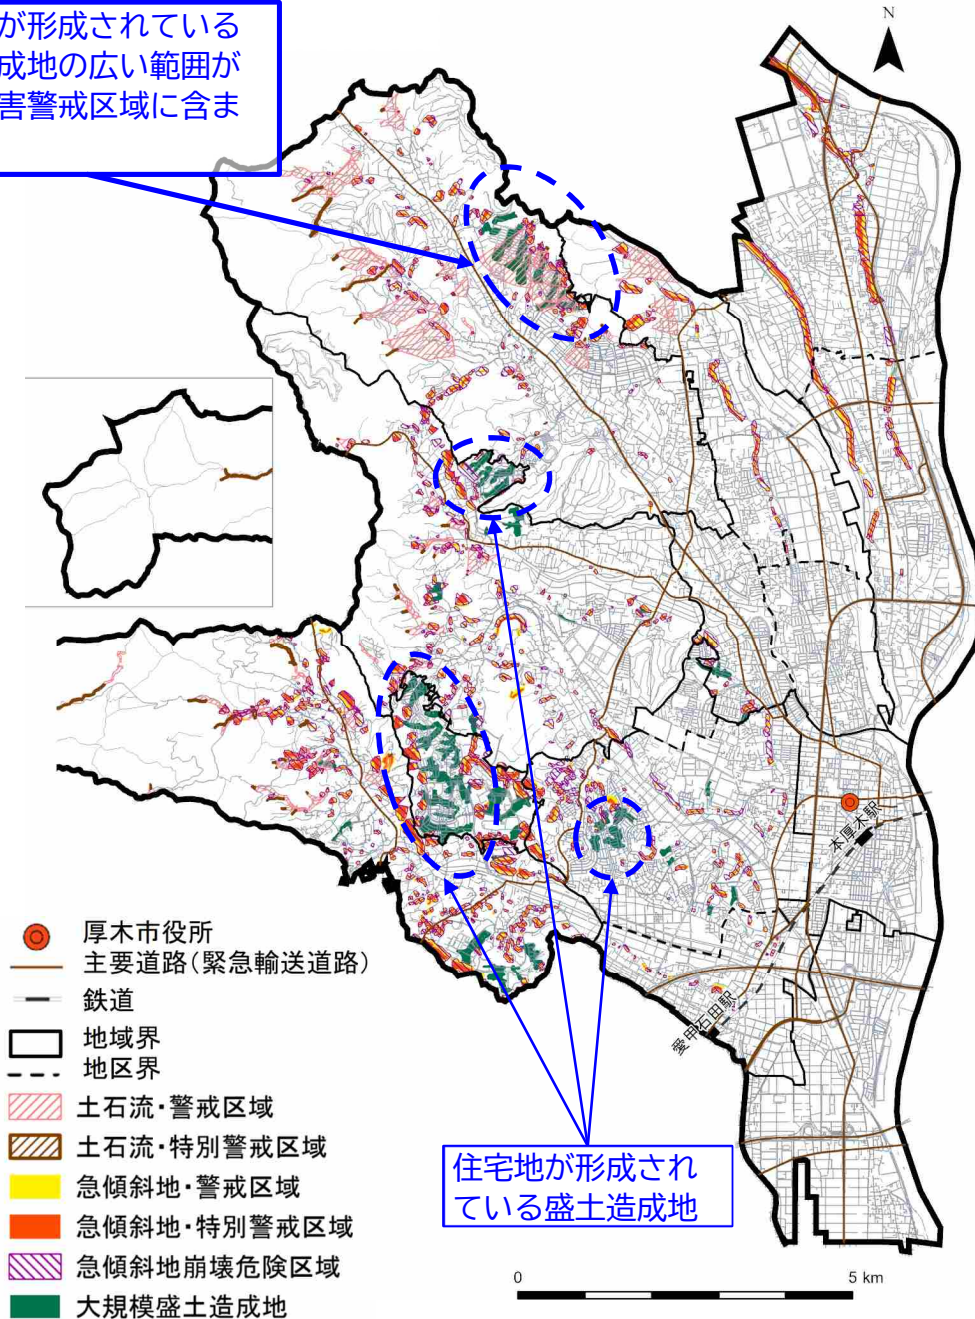 が形成されている
成地の広い範囲が
害警戒区域に含ま
N
本厚木駅
愛甲石田駅
厚木市役所
主要道路(緊急輸送道路)
鉄道
地域界
地区界
土石流・警戒区域
土石流・特別警戒区域
急傾斜地・警戒区域
急傾斜地・特別警戒区域
急傾斜地崩壊危険区域
大規模盛土造成地
住宅地が形成され
ている盛土造成地
0 5 km